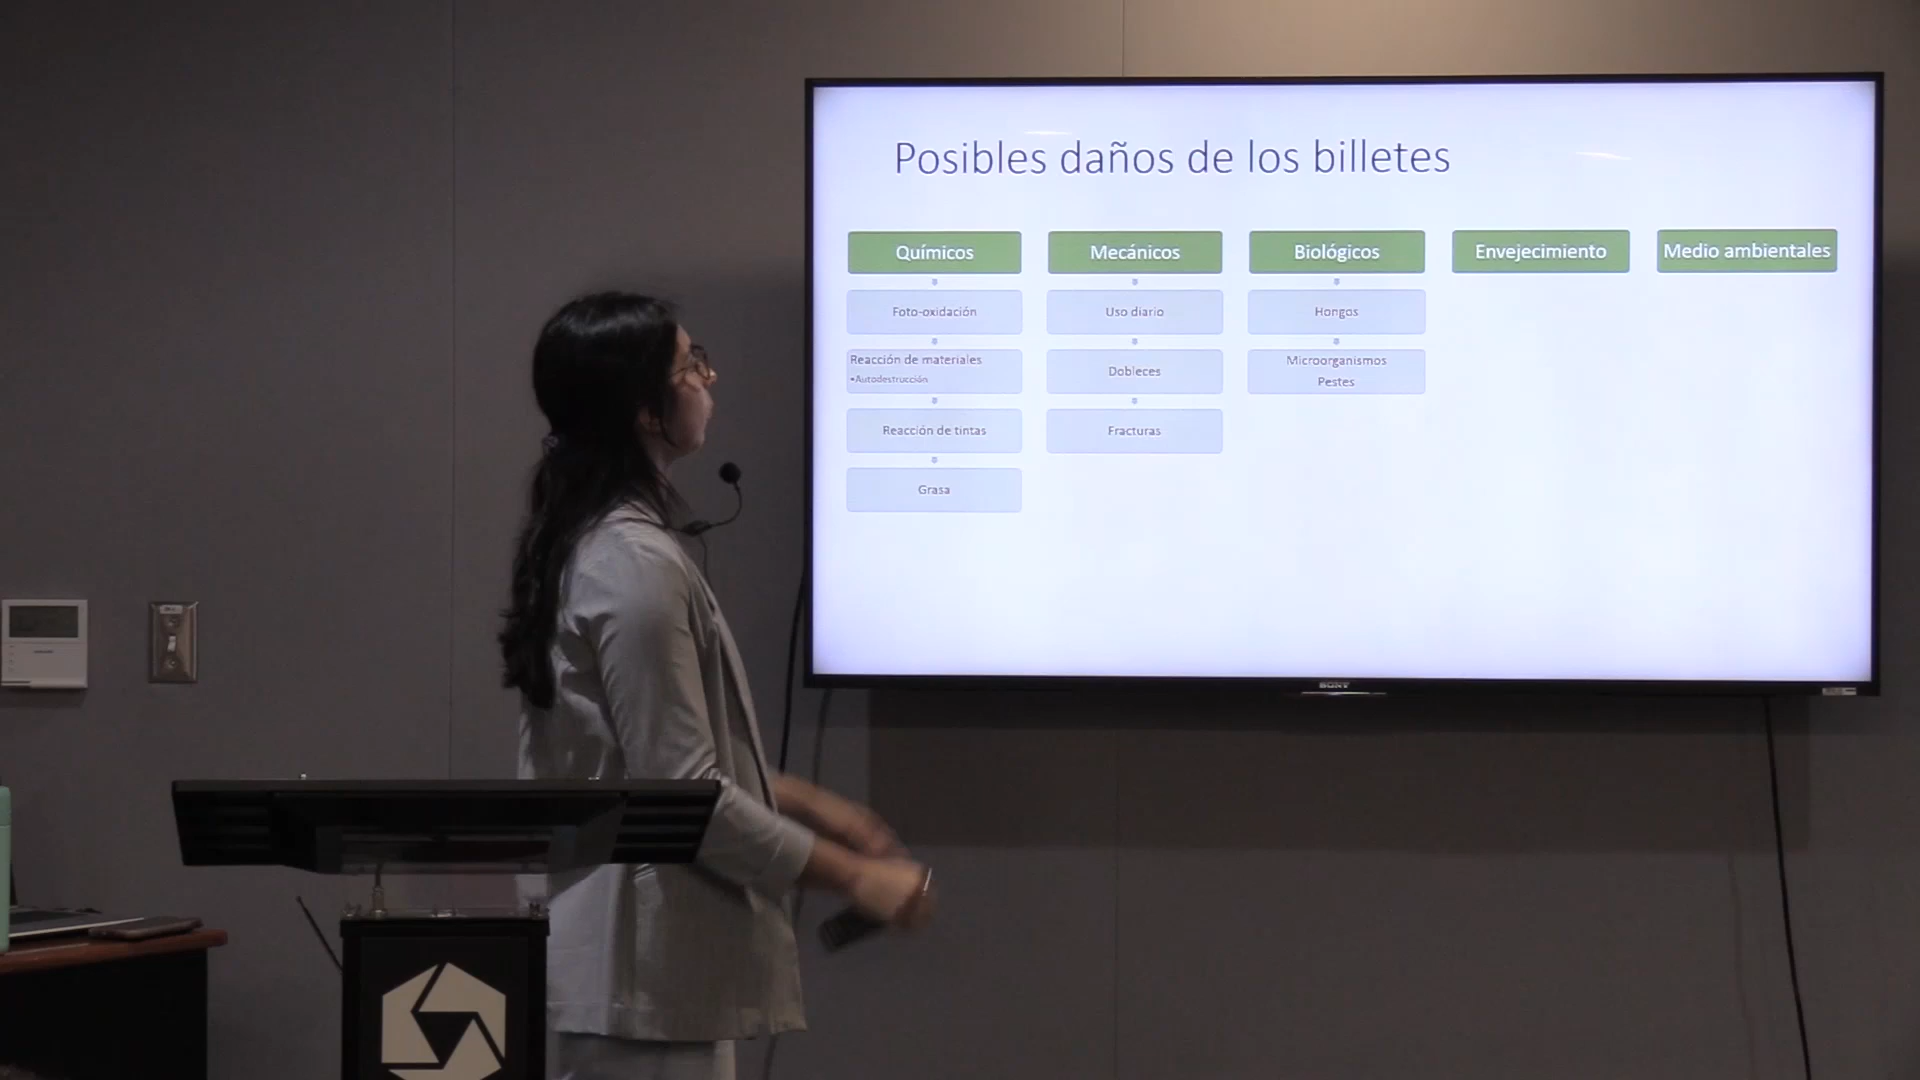 Posibles daños de los billetes
Químicos
Foto-oxidación
Reacción de materiales
•Autodestrucción
Reacción de tintas
Grasa
Mecánicos
Uso diario
Dobleces
Fracturas
Biológicos
Hongos
Microorganismos
Pestes
Envejecimiento
Medio ambientales
SONY